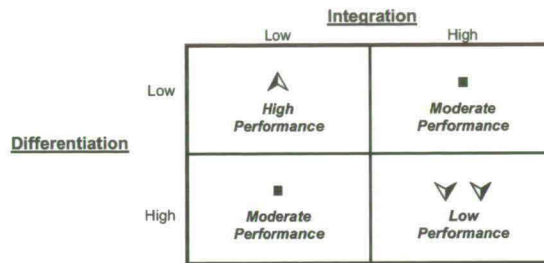 Integration
Low High
Low
High
Performance
Moderate
Performance
Differentiation
High
Moderate
Performance
Low
Performance